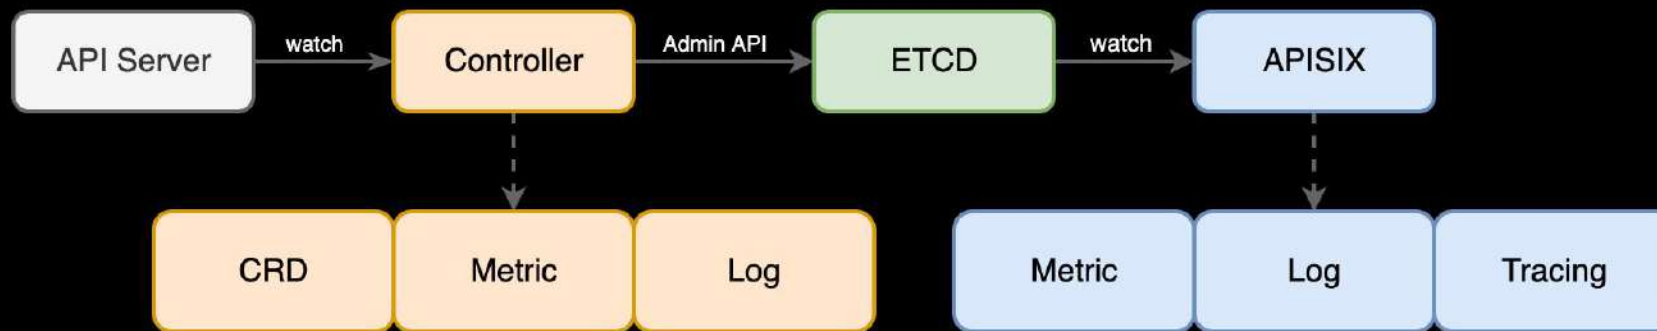 API Server
watch
Controller
Admin API
ETCD
watch
APISIX
CRD
Metric
Log
Metric
Log
Tracing